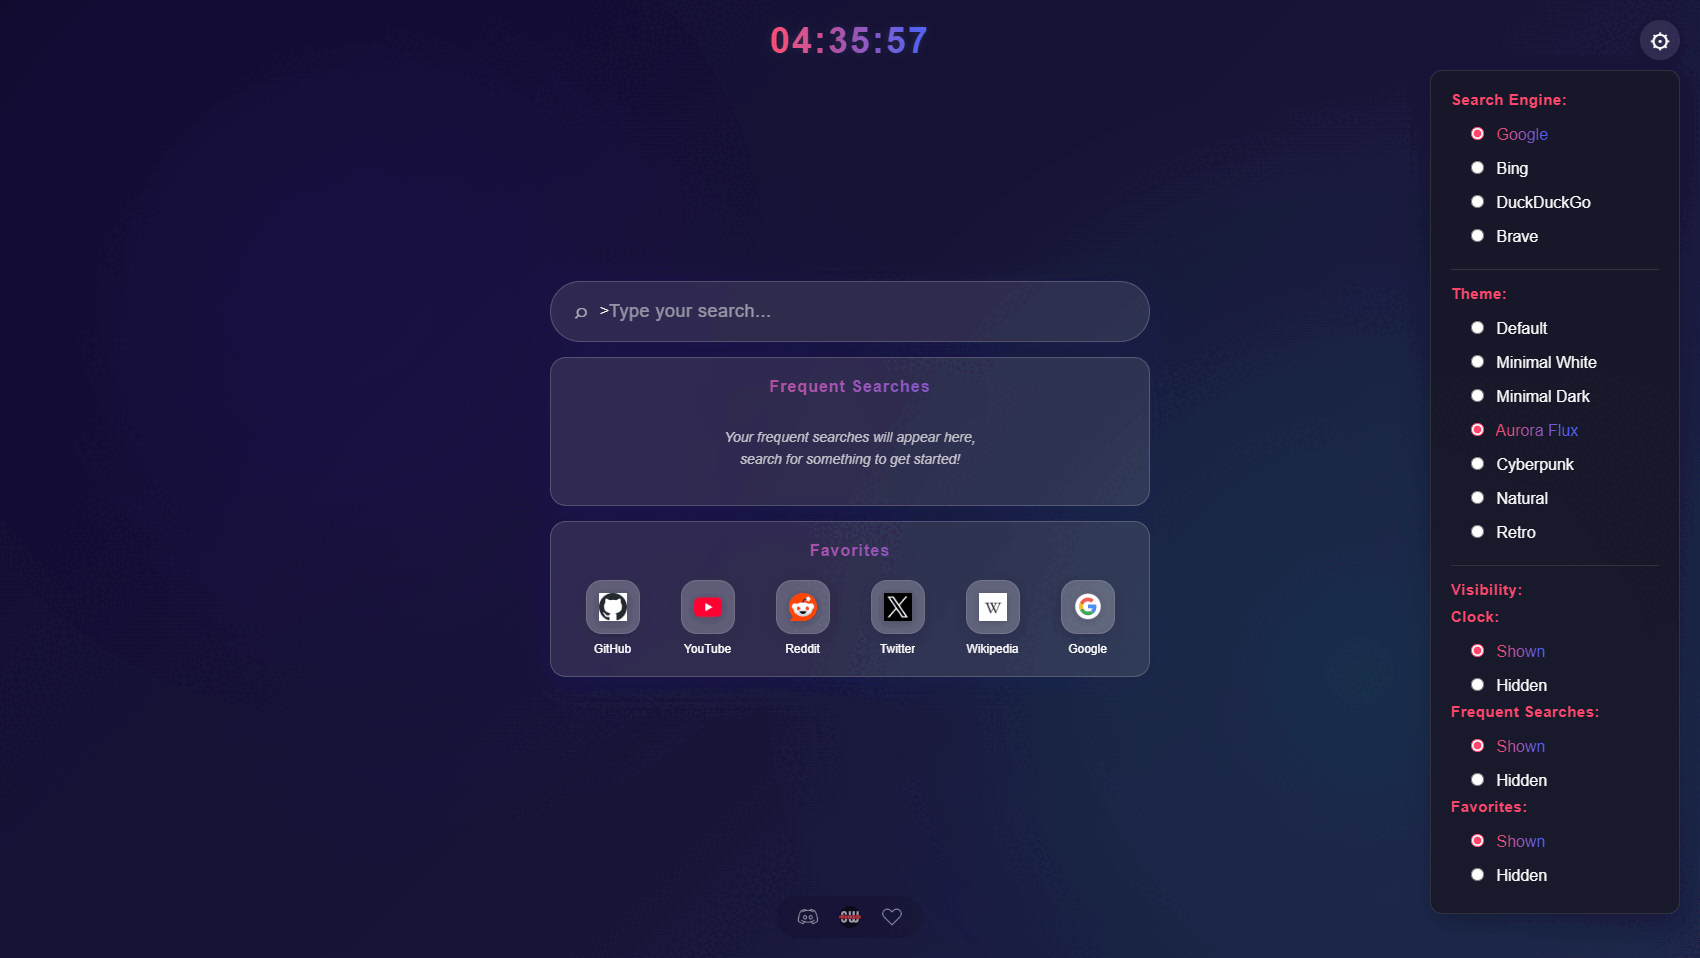 04:35:57
>Type your search...
Frequent Searches
Your frequent searches will appear here,
search for something to get started!
Favorites
GitHub
YouTube
Reddit
X
Twitter
W
Wikipedia
G
Google
SW
Search Engine:
Google
Bing
DuckDuckGo
Brave
Theme:
Default
Minimal White
Minimal Dark
Aurora Flux
Cyberpunk
Natural
Retro
Visibility:
Clock:
Shown
Hidden
Frequent Searches:
Shown
Hidden
Favorites:
Shown
Hidden